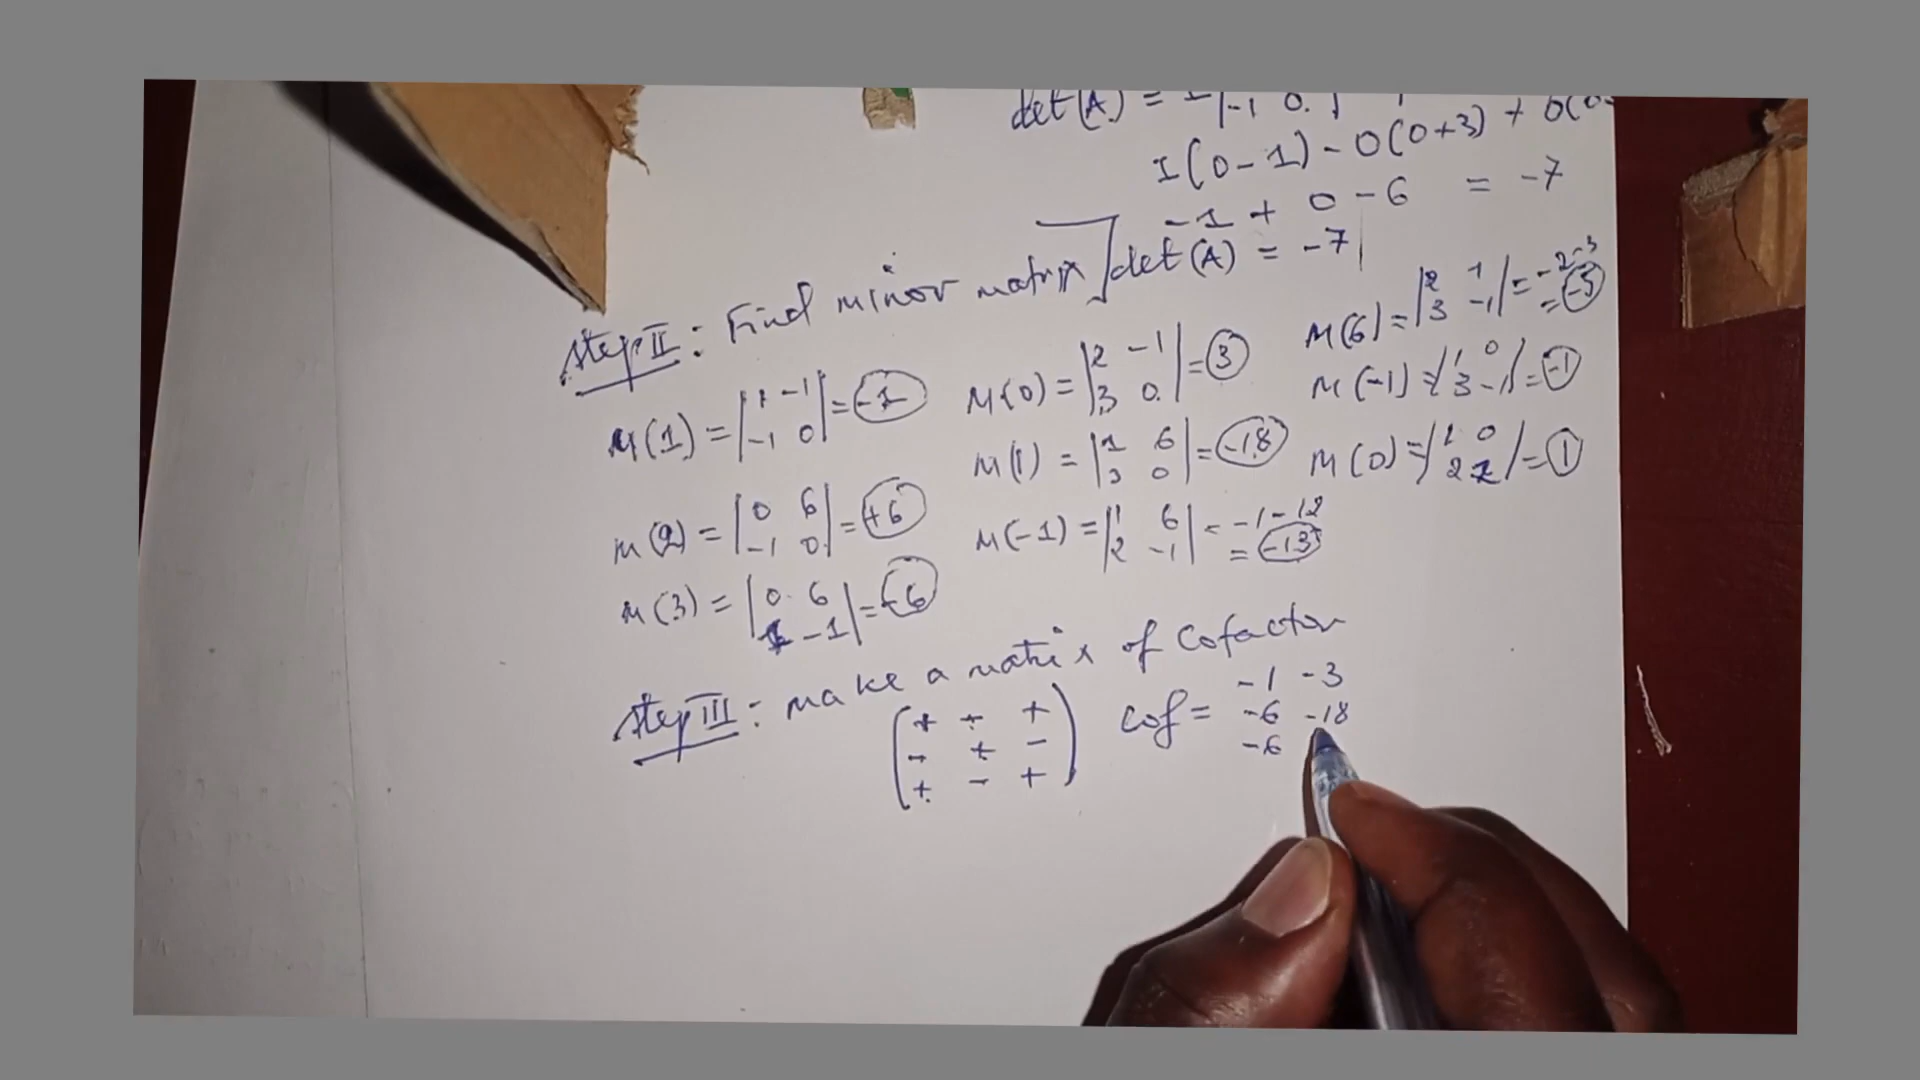 det(A) = 1|-1 0.|
1(0-1) - 0(0+3) + 6(0
-1 + 0 - 6 = -7
det(A) = -7
step II: Find minor matrix
M(1) = |1 -1
-1 0| = -1
m(2) = |0 6
-1 0| = +6
M(3) = |0 6
1 -1| = -6
M(0) = |2 -1
3 0| = 3
M(1) = |1 6
3 0| = -18
M(-1) = |1 6
2 -1| = -1-12
= -13
M(6) = |2 1
3 -1| = -2-3
= -5
M(-1) = |1 0
3 -1| = -1
M(0) = |1 0
2 1| = 1
step III: make a matrix of Cofactor
(+ - +
- + -
+ - +)
cof = -1 -3
-6 -18
-6